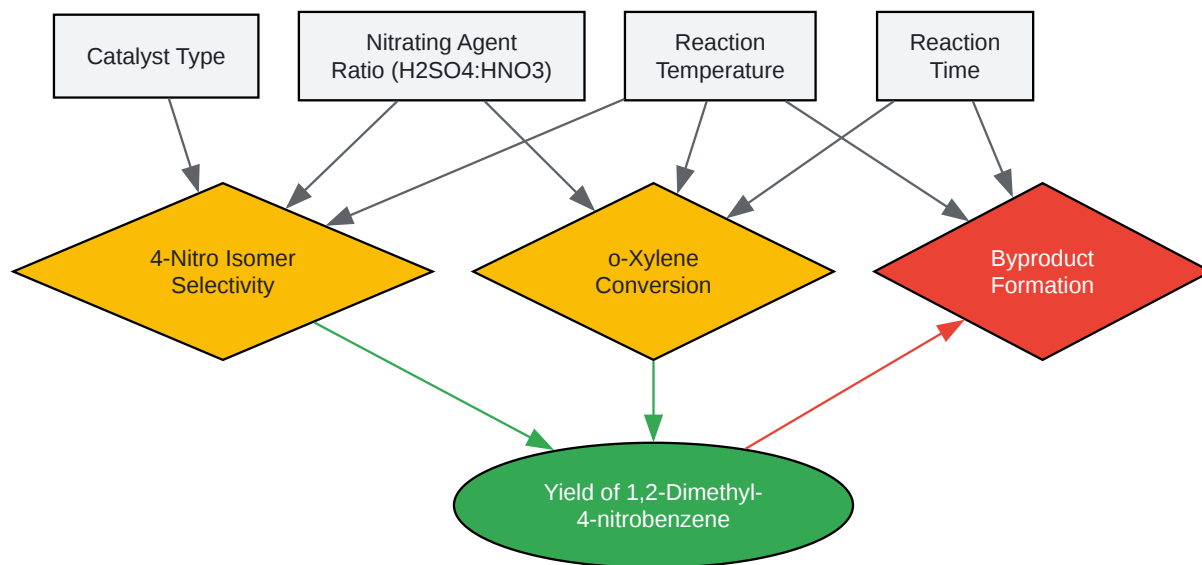 Catalyst Type
Nitrating Agent
Ratio (H2SO4:HNO3)
Reaction
Temperature
Reaction
Time
4-Nitro Isomer
Selectivity
o-Xylene
Conversion
Byproduct
Formation
Yield of 1,2-Dimethyl-
4-nitrobenzene